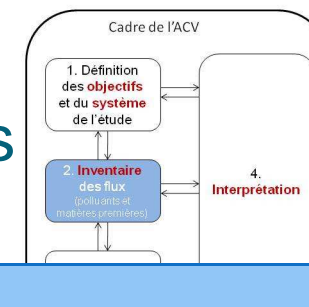 Cadre de l'ACV
1. Définition
des objectifs
et du système
de l'étude
s
2. Inventaire
des flux
(polluants et
matières premières)
4.
Interprétation